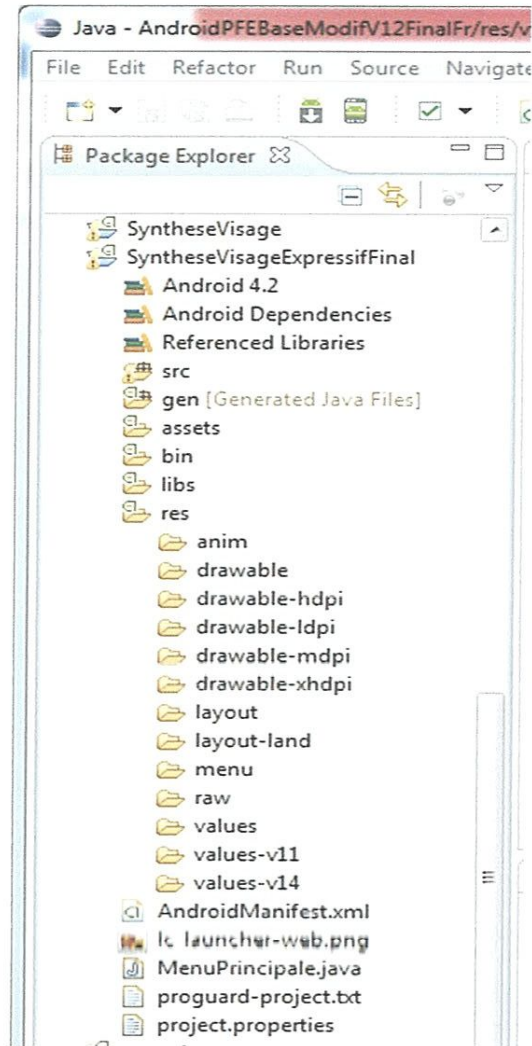 Java - AndroidPFEBaseModifV12FinalFr/res/v
File Edit Refactor Run Source Navigate
Package Explorer
SyntheseVisage
SyntheseVisageExpressifFinal
Android 4.2
Android Dependencies
Referenced Libraries
src
gen [Generated Java Files]
assets
bin
libs
res
anim
drawable
drawable-hdpi
drawable-ldpi
drawable-mdpi
drawable-xhdpi
layout
layout-land
menu
raw
values
values-v11
values-v14
AndroidManifest.xml
ic_launcher-web.png
MenuPrincipale.java
proguard-project.txt
project.properties